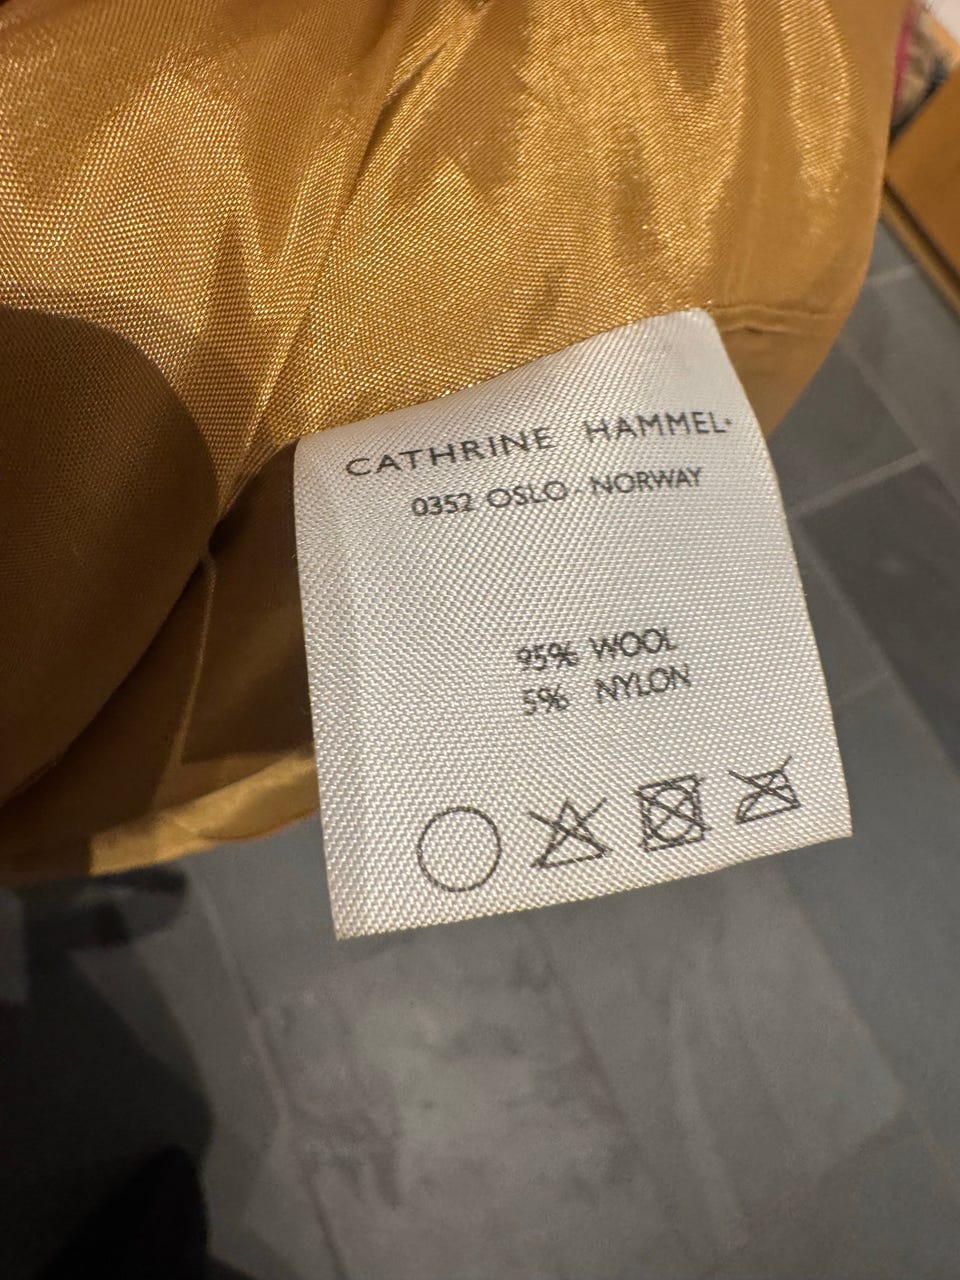 CATHRINE HAMMEL
0352 OSLO - NORWAY
95% WOOL
5% NYLON